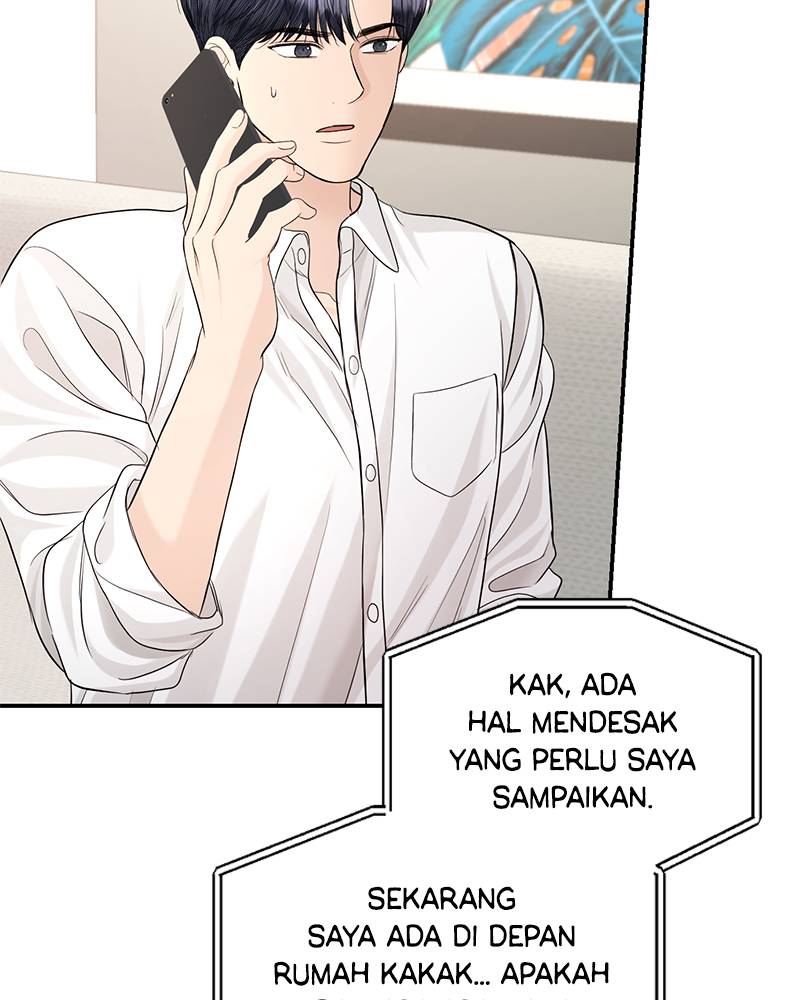 KAK, ADA
HAL MENDESAK
YANG PERLU SAYA
SAMPAIKAN.
SEKARANG
SAYA ADA DI DEPAN
RUMAH KAKAK... APAKAH